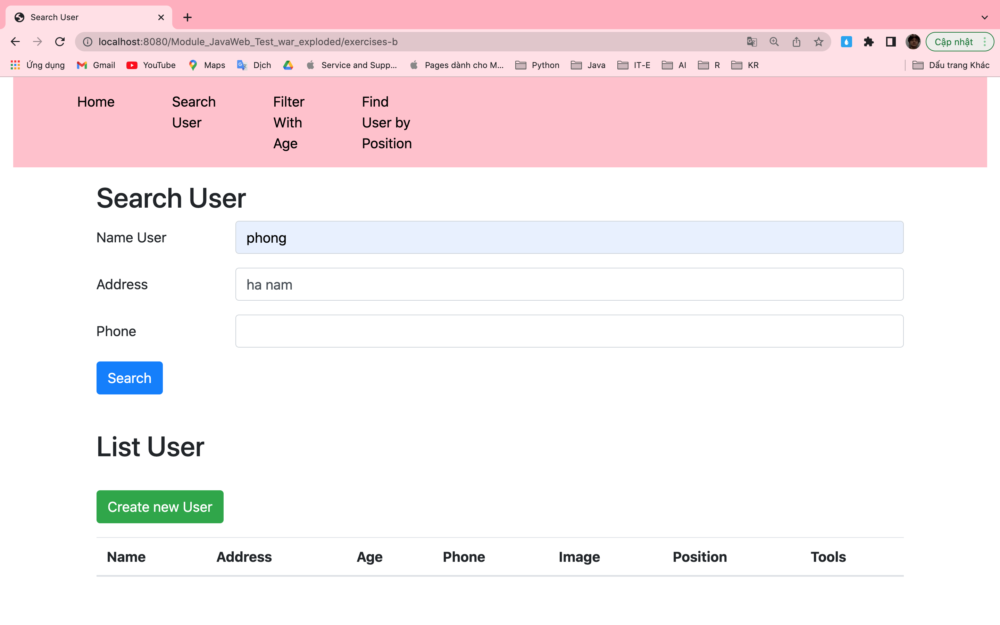 Search User
localhost:8080/Module_JavaWeb_Test_war_exploded/exercises-b
Cập nhật
Ứng dụng Gmail YouTube Maps Dịch Service and Supp... Pages dành cho M... Python Java IT-E AI R KR Dấu trang Khác
Home
Search
User
Filter
With
Age
Find
User by
Position
Search User
Name User phong
Address ha nam
Phone
Search
List User
Create new User
Name Address Age Phone Image Position Tools